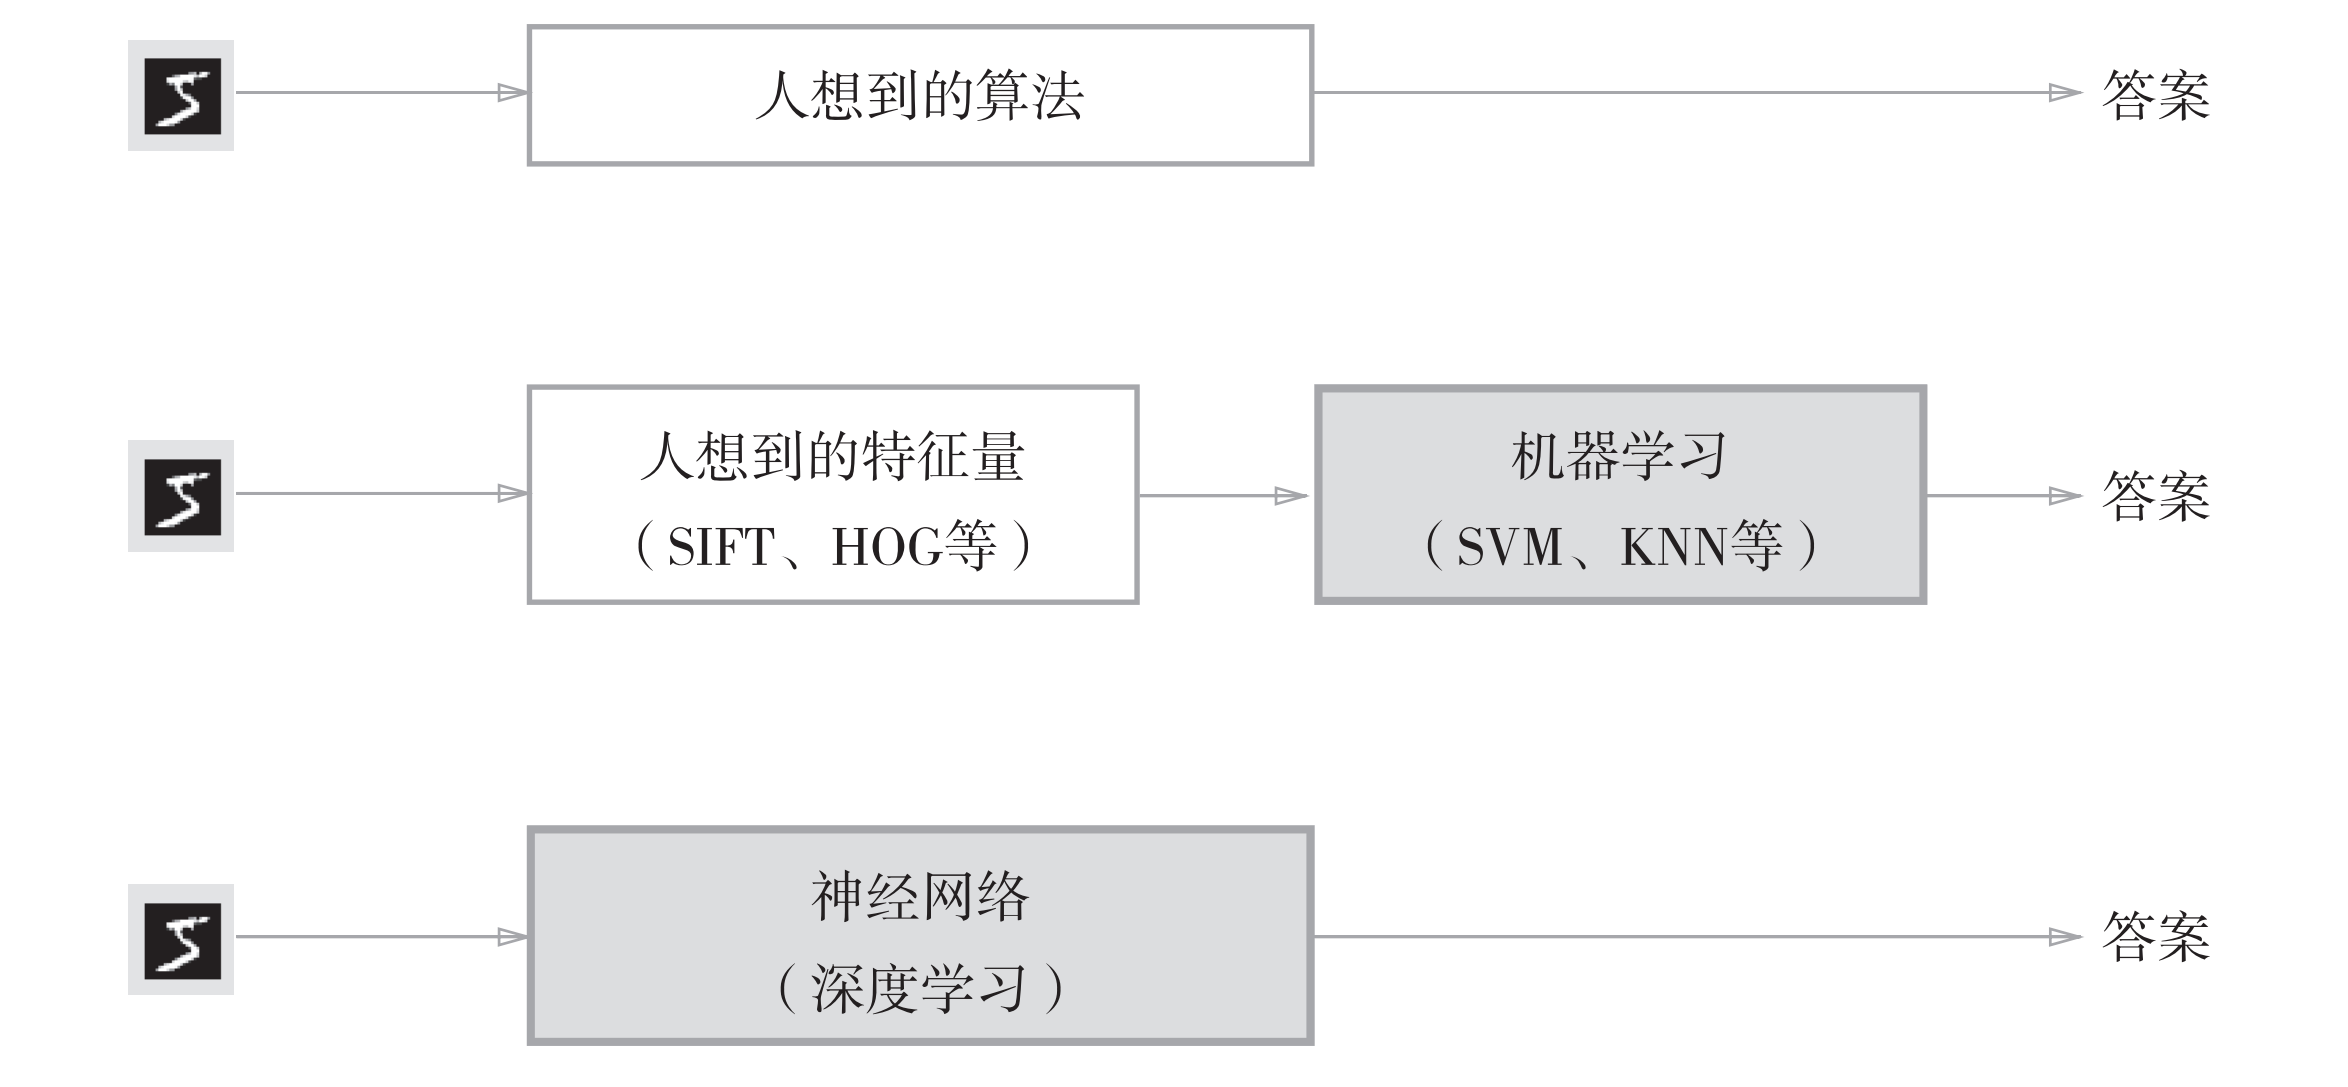 5
人想到的算法
答案
5
人想到的特征量
（SIFT、HOG等）
机器学习
（SVM、KNN等）
答案
5
神经网络
（深度学习）
答案